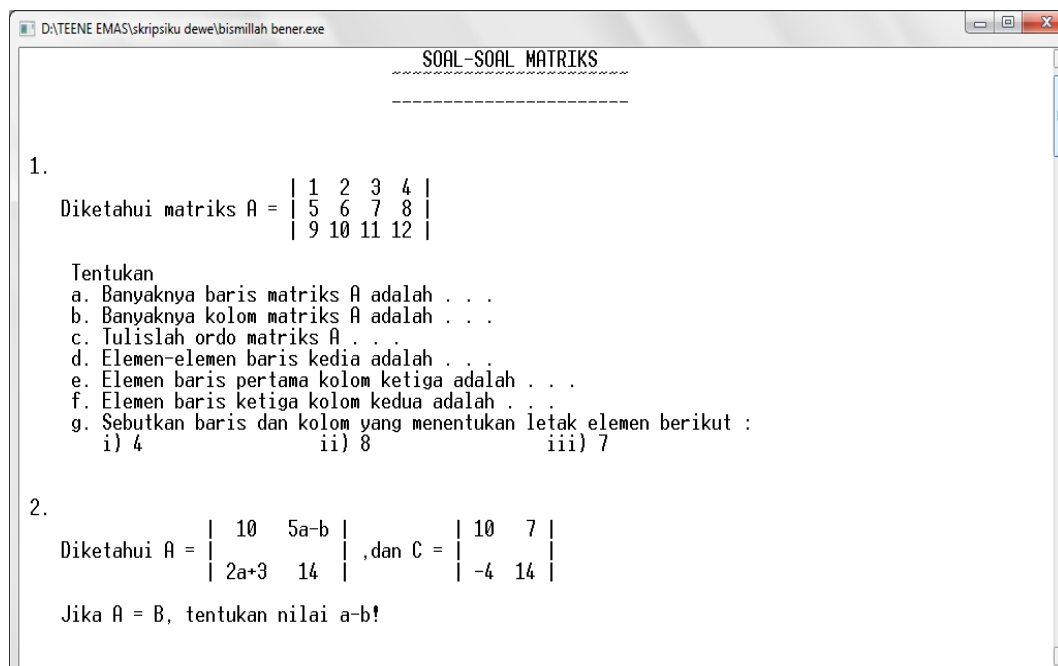 D:\TEENE EMAS\skripsiku dewe\bismillah bener.exe
SOAL-SOAL MATRIKS
~~~~~~~~~~~~~~~~~~~~~~~
-----------------------
1.
| 1 2 3 4 |
Diketahui matriks A = | 5 6 7 8 |
| 9 10 11 12 |
Tentukan
a. Banyaknya baris matriks A adalah . . .
b. Banyaknya kolom matriks A adalah . . .
c. Tulislah ordo matriks A . . .
d. Elemen-elemen baris kedia adalah . . .
e. Elemen baris pertama kolom ketiga adalah . . .
f. Elemen baris ketiga kolom kedua adalah . . .
g. Sebutkan baris dan kolom yang menentukan letak elemen berikut :
i) 4 ii) 8 iii) 7
2.
| 10 5a-b | | 10 7 |
Diketahui A = | | ,dan C = | |
| 2a+3 14 | | -4 14 |
Jika A = B, tentukan nilai a-b!